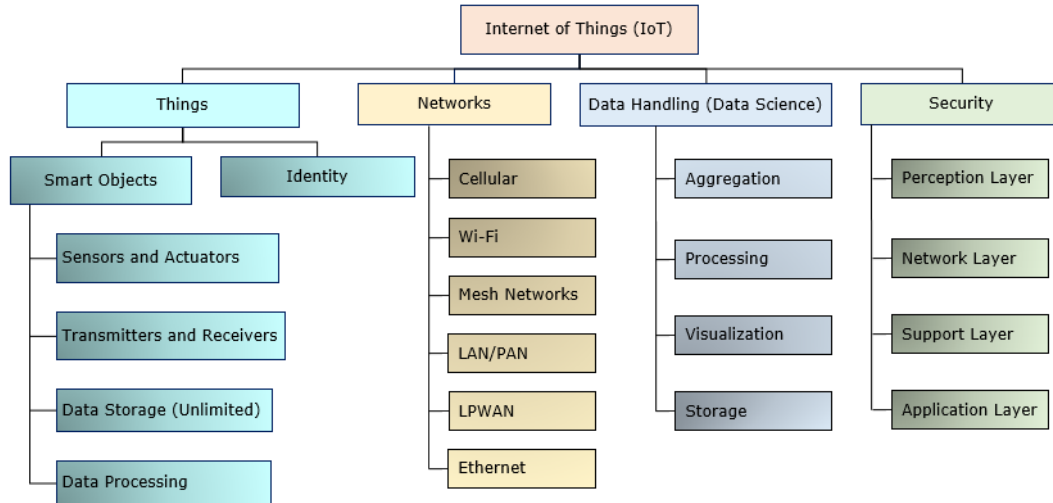 Internet of Things (IoT)
Things
Networks
Data Handling (Data Science)
Security
Smart Objects
Identity
Sensors and Actuators
Transmitters and Receivers
Data Storage (Unlimited)
Data Processing
Cellular
Wi-Fi
Mesh Networks
LAN/PAN
LPWAN
Ethernet
Aggregation
Processing
Visualization
Storage
Perception Layer
Network Layer
Support Layer
Application Layer